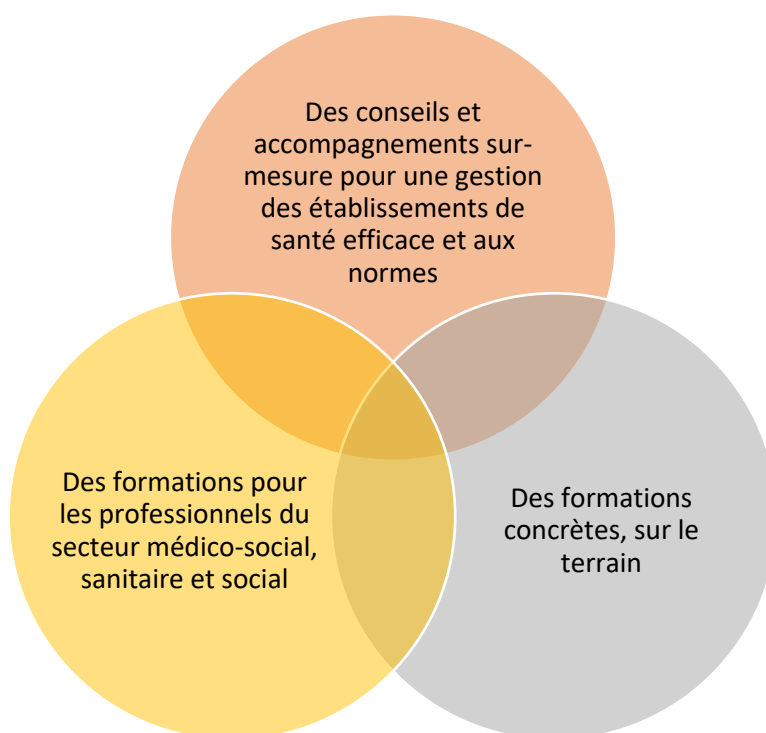 Des conseils et
accompagnements sur-
mesure pour une gestion
des établissements de
santé efficace et aux
normes
Des formations pour
les professionnels du
secteur médico-social,
sanitaire et social
Des formations
concrètes, sur le
terrain